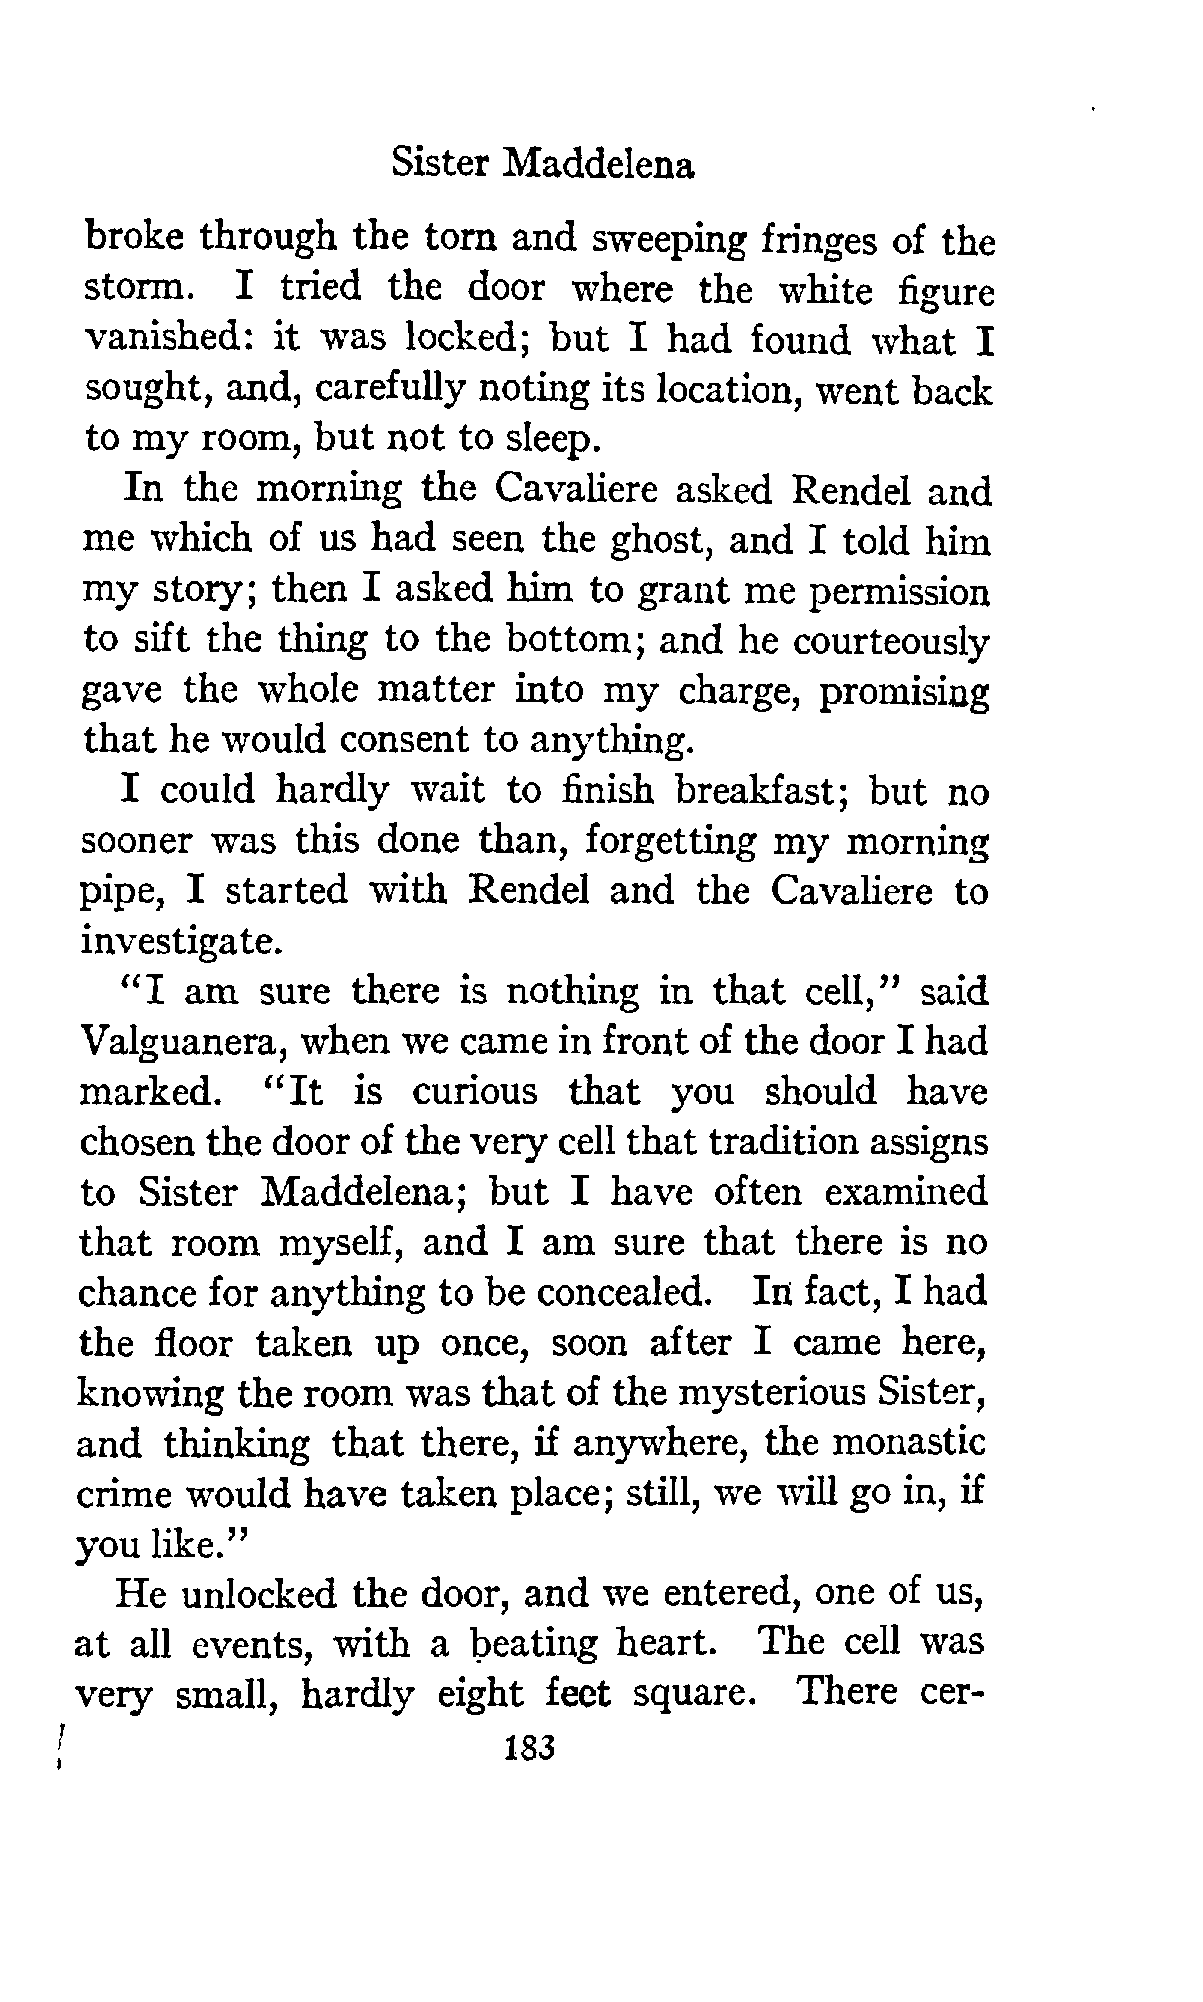 Sister Maddelena
broke through the torn and sweeping fringes of the
storm. I tried the door where the white figure
vanished: it was locked; but I had found what I
sought, and, carefully noting its location, went back
to my room, but not to sleep.
In the morning the Cavaliere asked Rendel and
me which of us had seen the ghost, and I told him
my story; then I asked him to grant me permission
to sift the thing to the bottom; and he courteously
gave the whole matter into my charge, promising
that he would consent to anything.
I could hardly wait to finish breakfast; but no
sooner was this done than, forgetting my morning
pipe, I started with Rendel and the Cavaliere to
investigate.
"I am sure there is nothing in that cell," said
Valguanera, when we came in front of the door I had
marked. "It is curious that you should have
chosen the door of the very cell that tradition assigns
to Sister Maddelena; but I have often examined
that room myself, and I am sure that there is no
chance for anything to be concealed. In fact, I had
the floor taken up once, soon after I came here,
knowing the room was that of the mysterious Sister,
and thinking that there, if anywhere, the monastic
crime would have taken place; still, we will go in, if
you like."
He unlocked the door, and we entered, one of us,
at all events, with a beating heart. The cell was
very small, hardly eight feet square. There cer-
183